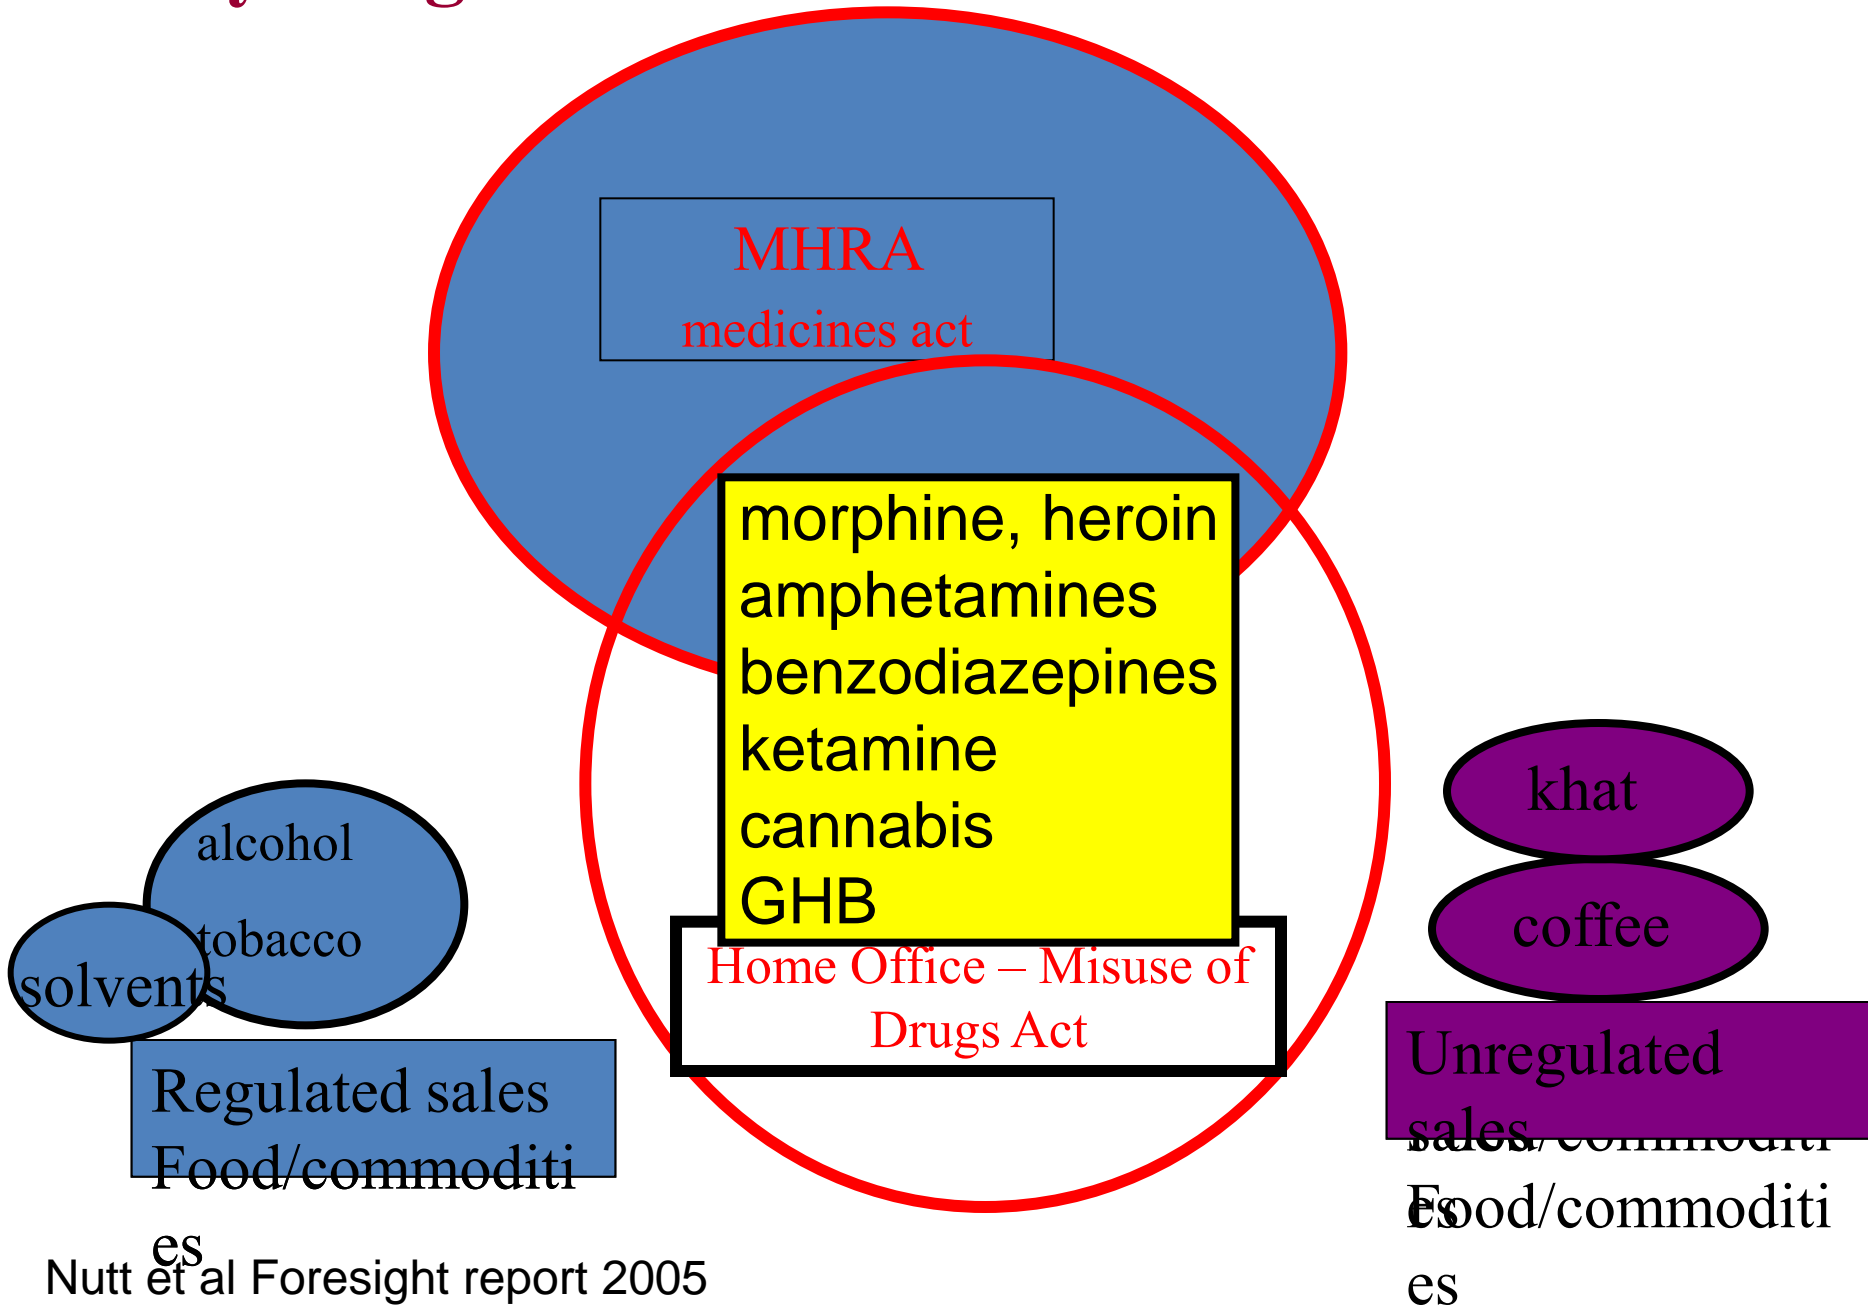 MHRA
medicines act
morphine, heroin
amphetamines
benzodiazepines
ketamine
cannabis
GHB
Home Office – Misuse of
Drugs Act
alcohol
tobacco
solvents
Regulated sales
Food/commoditi
es
khat
coffee
Unregulated
sales
Food/commoditi
es
Nutt et al Foresight report 2005